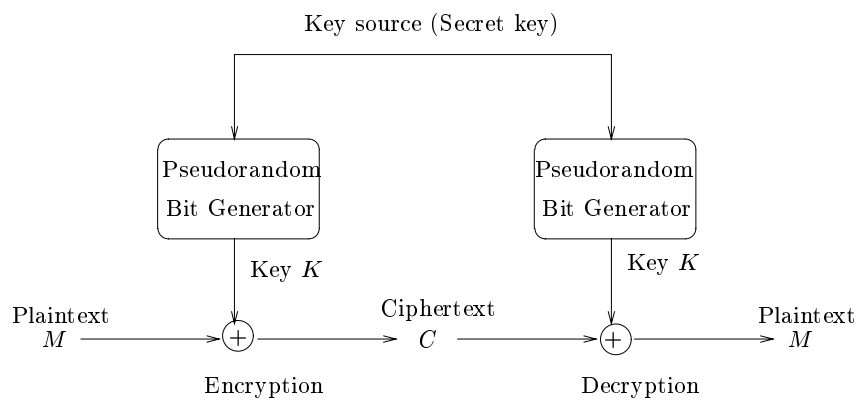 Key source (Secret key)
Pseudorandom
Bit Generator
Pseudorandom
Bit Generator
Key K
Key K
Plaintext
M
+
Ciphertext
C
+
Plaintext
M
Encryption
Decryption